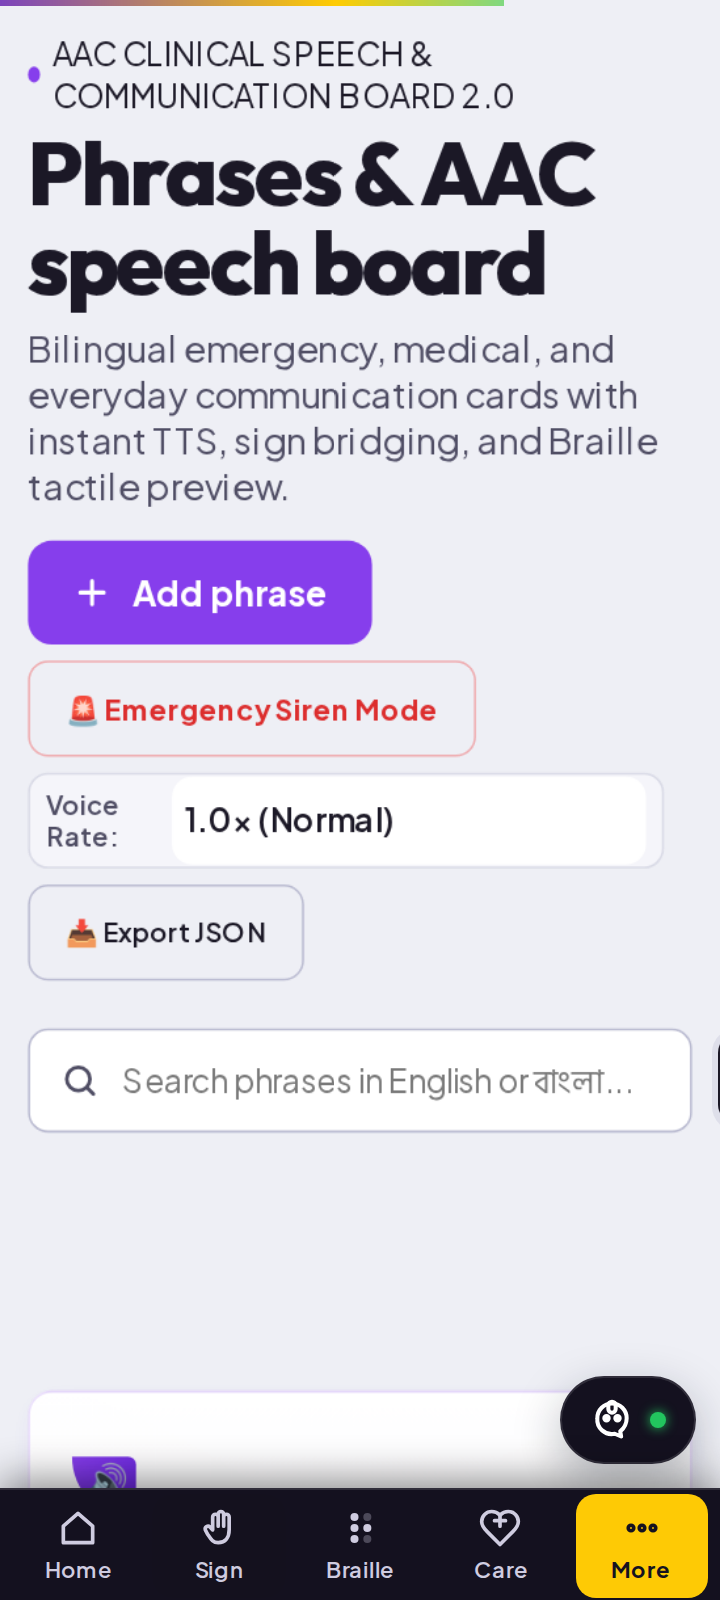 AAC CLINICAL SPEECH &
COMMUNICATION BOARD 2.0
Phrases & AAC
speech board
Bilingual emergency, medical, and
everyday communication cards with
instant TTS, sign bridging, and Braille
tactile preview.
+ Add phrase
🚨 Emergency Siren Mode
Voice
Rate:
1.0× (Normal)
📥 Export JSON
Search phrases in English or বাংলা...
Home
Sign
Braille
Care
More